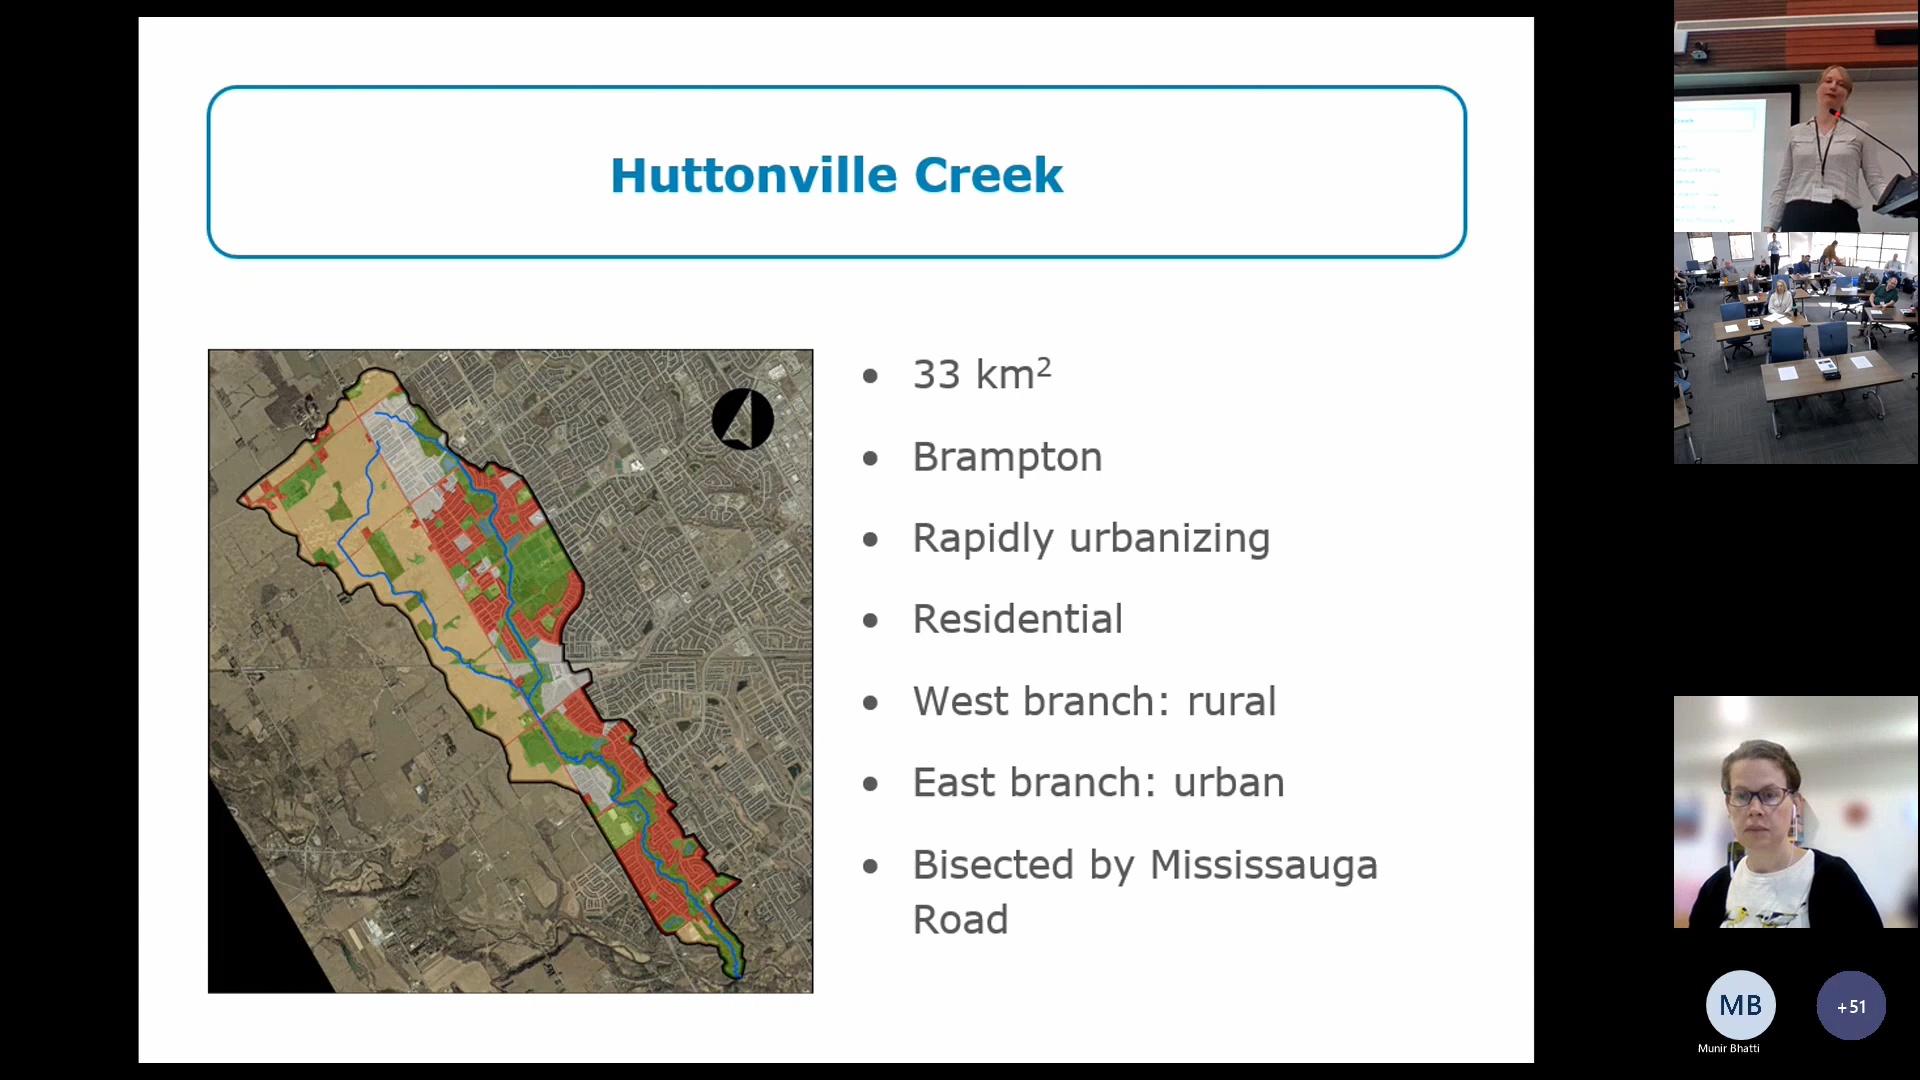 Huttonville Creek
• 33 km²
• Brampton
• Rapidly urbanizing
• Residential
• West branch: rural
• East branch: urban
• Bisected by Mississauga
Road
MB
+51
Munir Bhatti